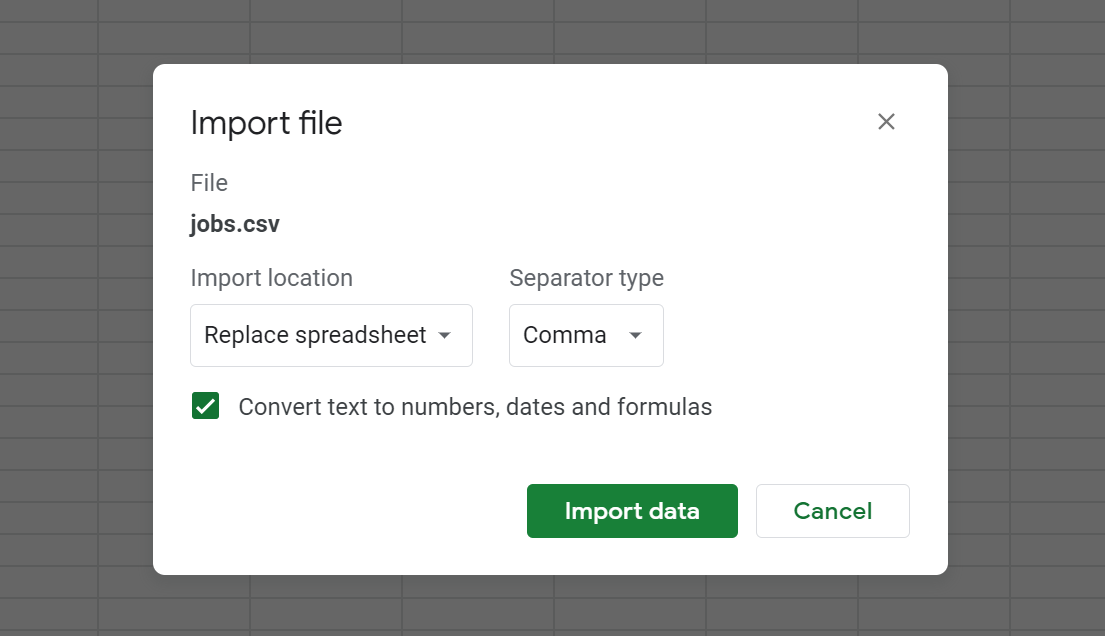 Import file
File
jobs.csv
Import location
Separator type
Replace spreadsheet
Comma
Convert text to numbers, dates and formulas
Import data
Cancel